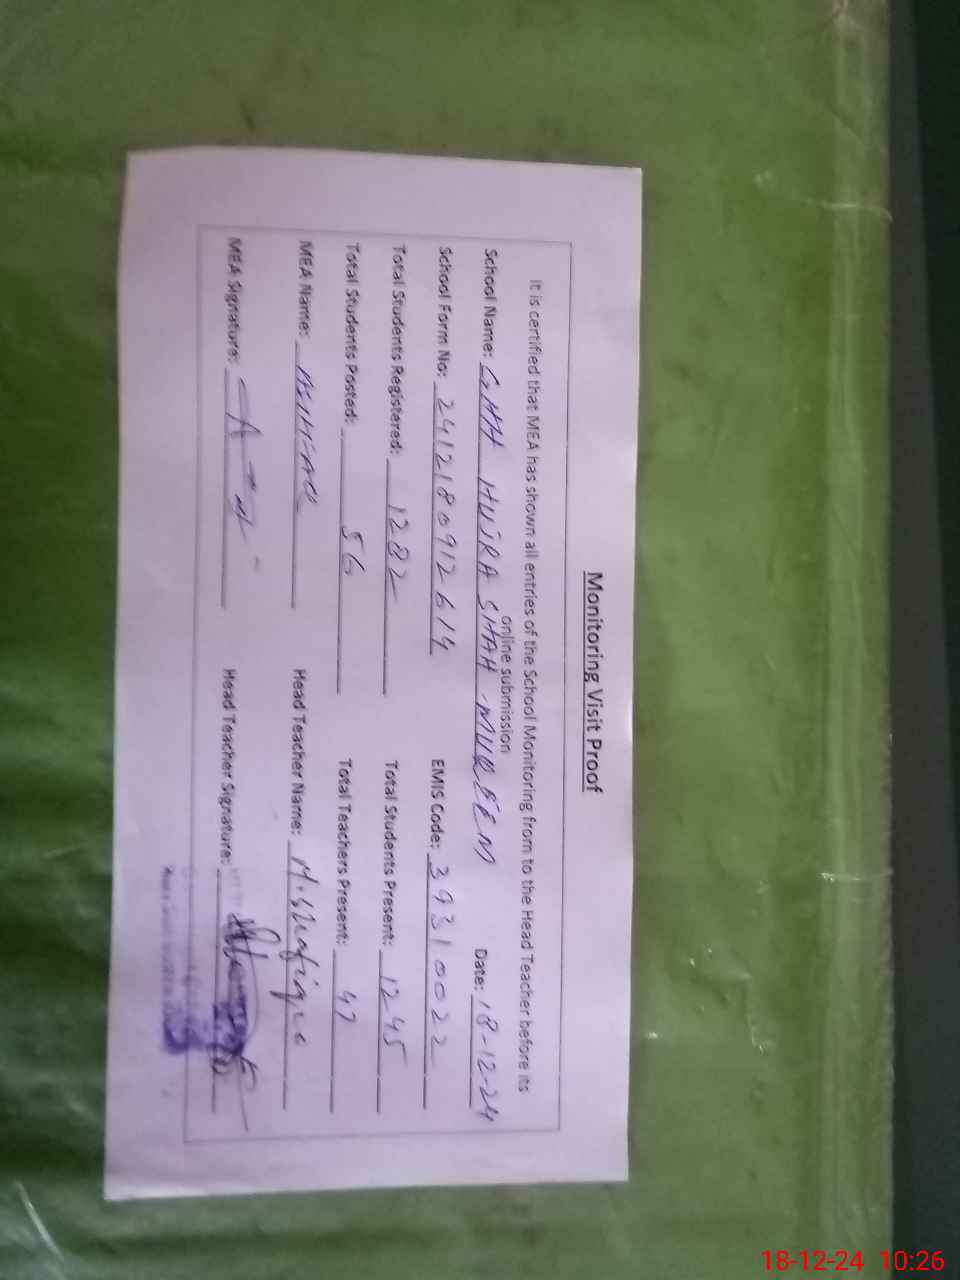 Monitoring Visit Proof
It is certified that MEA has shown all entries of the School Monitoring from to the Head Teacher before its
online submission
School Name: GHH HUJRA SHAH MUQEEM Date: 18-12-24
School Form No: 2412180912614 EMIS Code: 39310022
Total Students Registered: 1282 Total Students Present: 1245
Total Students Posted: 56 Total Teachers Present: 47
MEA Name: Head Teacher Name: M.Shafique
MEA Signature: Head Teacher Signature:
18-12-24 10:26